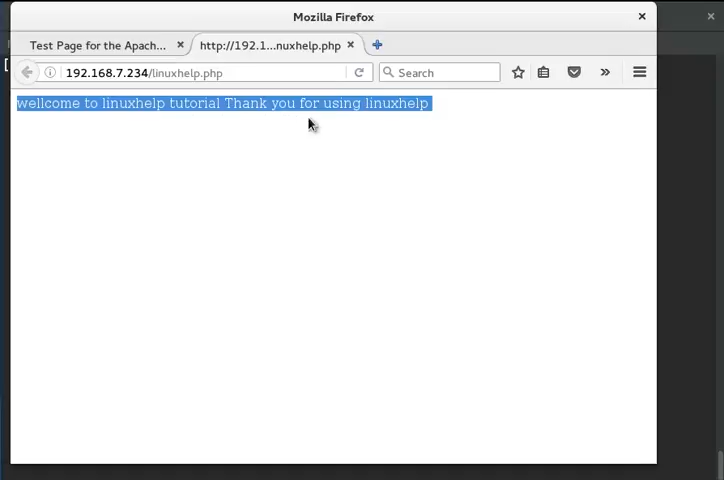 Mozilla Firefox
Test Page for the Apach...
http://192.1...nuxhelp.php
192.168.7.234/linuxhelp.php
Search
wellcome to linuxhelp tutorial Thank you for using linuxhelp
[